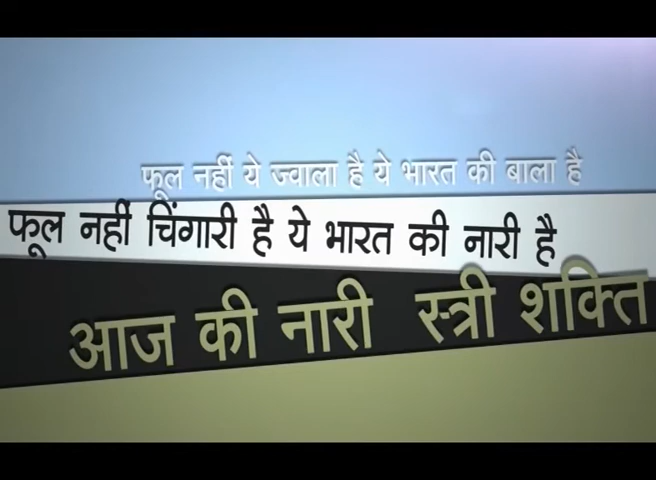 फूल नहीं ये ज्वाला है ये भारत की बाला है
फूल नहीं चिंगारी है ये भारत की नारी है
आज की नारी स्त्री शक्ति